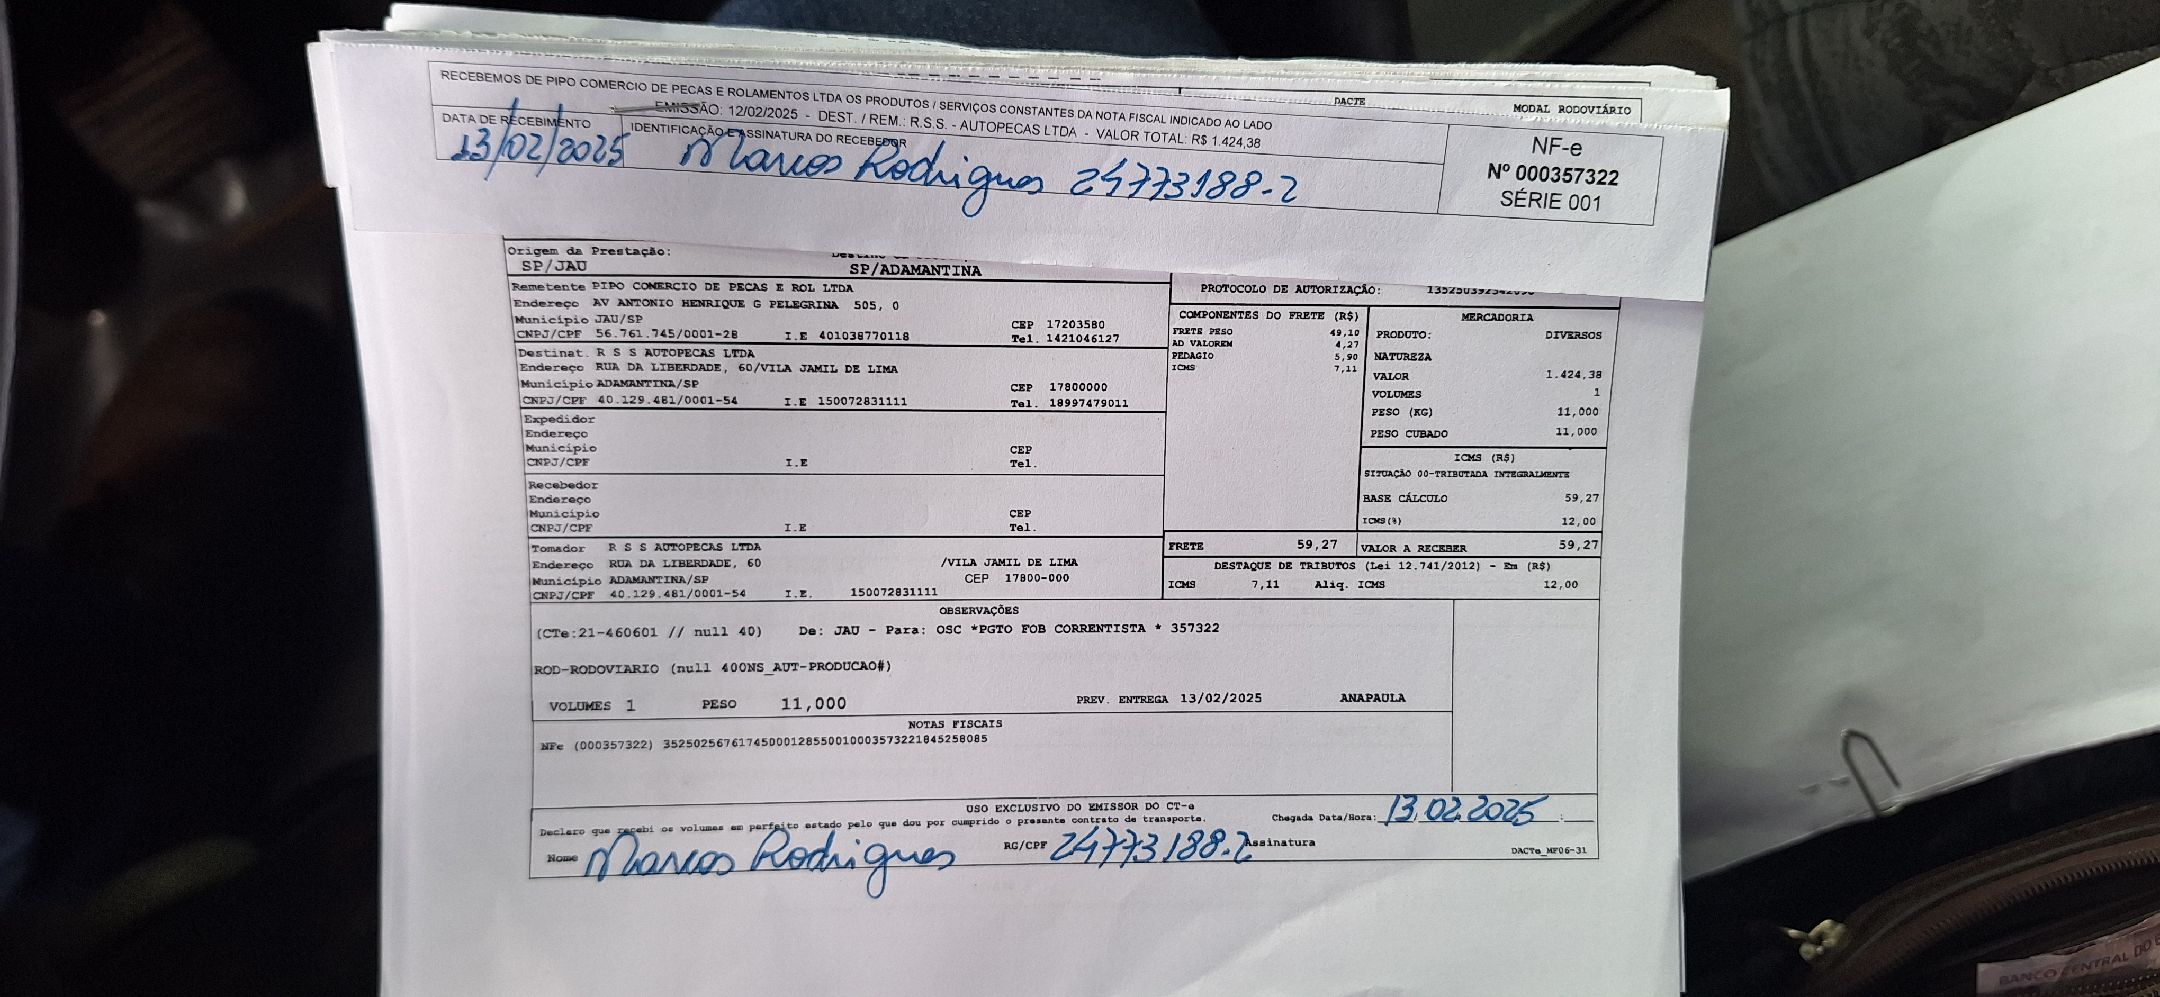 RECEBEMOS DE PIPO COMERCIO DE PECAS E ROLAMENTOS LTDA OS PRODUTOS / SERVIÇOS CONSTANTES DA NOTA FISCAL INDICADO AO LADO
EMISSÃO: 12/02/2025 - DEST. / REM.: R.S.S. - AUTOPECAS LTDA - VALOR TOTAL: R$ 1.424,38
DACTE
MODAL RODOVIÁRIO
DATA DE RECEBIMENTO
IDENTIFICAÇÃO E ASSINATURA DO RECEBEDOR
13/02/2025 Marcos Rodrigues 24773188-2
NF-e
Nº 000357322
SÉRIE 001
Origem da Prestação:
SP/JAU SP/ADAMANTINA
Remetente PIPO COMERCIO DE PECAS E ROL LTDA
Endereço AV ANTONIO HENRIQUE G PELEGRINA 505, 0
Município JAU/SP CEP 17203580
CNPJ/CPF 56.761.745/0001-28 I.E 401038770118 Tel. 1421046127
Destinat. R S S AUTOPECAS LTDA
Endereço RUA DA LIBERDADE, 60/VILA JAMIL DE LIMA
Município ADAMANTINA/SP CEP 17800000
CNPJ/CPF 40.129.481/0001-54 I.E 150072831111 Tel. 18997479011
Expedidor
Endereço
Município CEP
CNPJ/CPF I.E Tel.
Recebedor
Endereço
Município CEP
CNPJ/CPF I.E Tel.
Tomador R S S AUTOPECAS LTDA
Endereço RUA DA LIBERDADE, 60 /VILA JAMIL DE LIMA
Município ADAMANTINA/SP CEP 17800-000
CNPJ/CPF 40.129.481/0001-54 I.E. 150072831111
PROTOCOLO DE AUTORIZAÇÃO:
COMPONENTES DO FRETE (R$)
FRETE PESO 49,10
AD VALOREM 4,27
PEDAGIO 5,90
ICMS 7,11
MERCADORIA
PRODUTO: DIVERSOS
NATUREZA
VALOR 1.424,38
VOLUMES 1
PESO (KG) 11,000
PESO CUBADO 11,000
ICMS (R$)
SITUAÇÃO 00-TRIBUTADA INTEGRALMENTE
BASE CÁLCULO 59,27
ICMS(%) 12,00
FRETE 59,27 VALOR A RECEBER 59,27
DESTAQUE DE TRIBUTOS (Lei 12.741/2012) - Em (R$)
ICMS 7,11 Aliq. ICMS 12,00
OBSERVAÇÕES
(CTe:21-460601 // null 40) De: JAU - Para: OSC *PGTO FOB CORRENTISTA * 357322
ROD-RODOVIARIO (null 400NS_AUT-PRODUCAO#)
VOLUMES 1 PESO 11,000 PREV. ENTREGA 13/02/2025 ANAPAULA
NOTAS FISCAIS
NFe (000357322) 35250256761745000128550010003573221845258085
USO EXCLUSIVO DO EMISSOR DO CT-e
Declaro que recebi os volumes em perfeito estado pelo que dou por cumprido o presente contrato de transporte.
Chegada Data/Hora: 13.02.2025 :
Nome Marcos Rodrigues RG/CPF 24773188-2 Assinatura
DACTe_MF06-31
BANCO CENTRAL DO